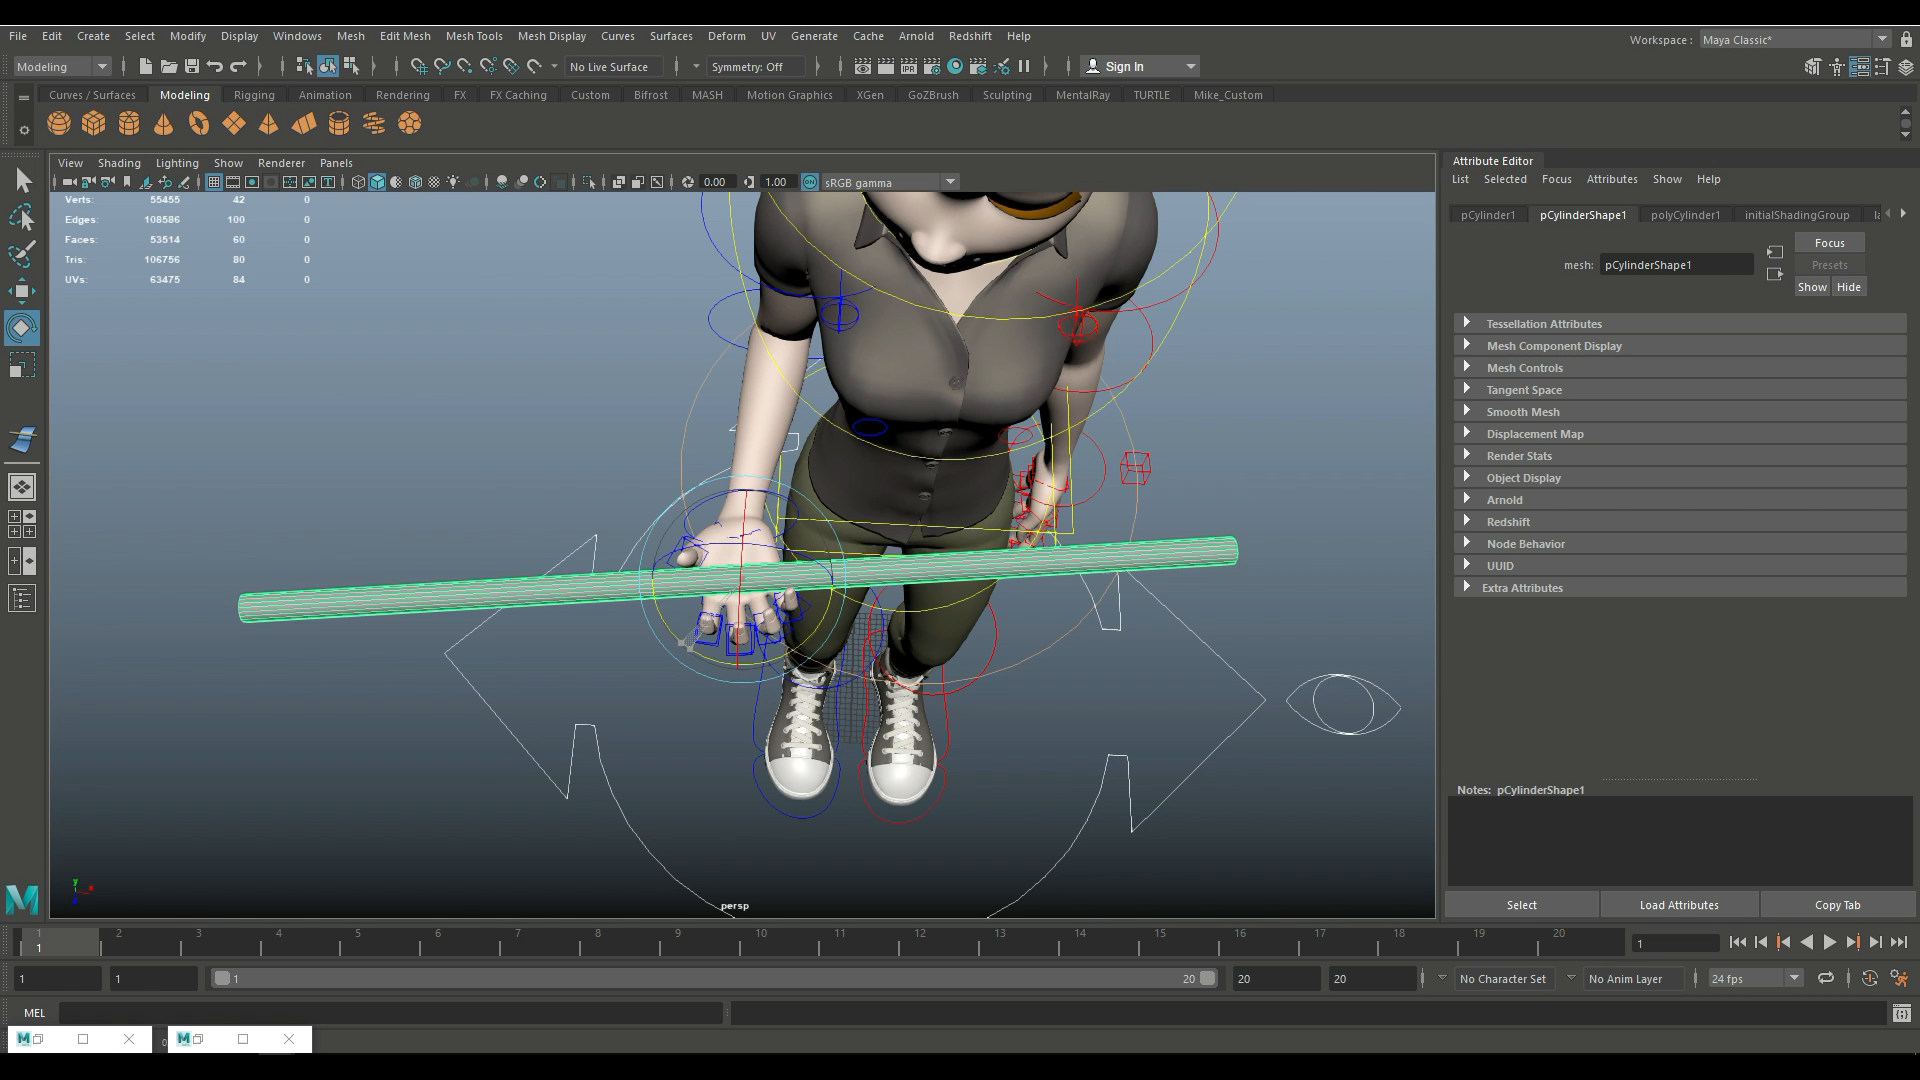 File Edit Create Select Modify Display Windows Mesh Edit Mesh Mesh Tools Mesh Display Curves Surfaces Deform UV Generate Cache Arnold Redshift Help
Workspace : Maya Classic*
Modeling No Live Surface Symmetry: Off Sign In
Curves / Surfaces Modeling Rigging Animation Rendering FX FX Caching Custom Bifrost MASH Motion Graphics XGen GoZBrush Sculpting MentalRay TURTLE Mike_Custom
View Shading Lighting Show Renderer Panels
0.00 1.00 ON sRGB gamma
Verts: 55455 42 0
Edges: 108586 100 0
Faces: 53514 60 0
Tris: 106756 80 0
UVs: 63475 84 0
y
x
z
persp
Attribute Editor
List Selected Focus Attributes Show Help
pCylinder1 pCylinderShape1 polyCylinder1 initialShadingGroup
Focus
mesh: pCylinderShape1
Presets
Show Hide
Tessellation Attributes
Mesh Component Display
Mesh Controls
Tangent Space
Smooth Mesh
Displacement Map
Render Stats
Object Display
Arnold
Redshift
Node Behavior
UUID
Extra Attributes
Notes: pCylinderShape1
Select Load Attributes Copy Tab
1 2 3 4 5 6 7 8 9 10 11 12 13 14 15 16 17 18 19 20
1 1
1 1 1 20 20 20 No Character Set No Anim Layer 24 fps
MEL
M M 0